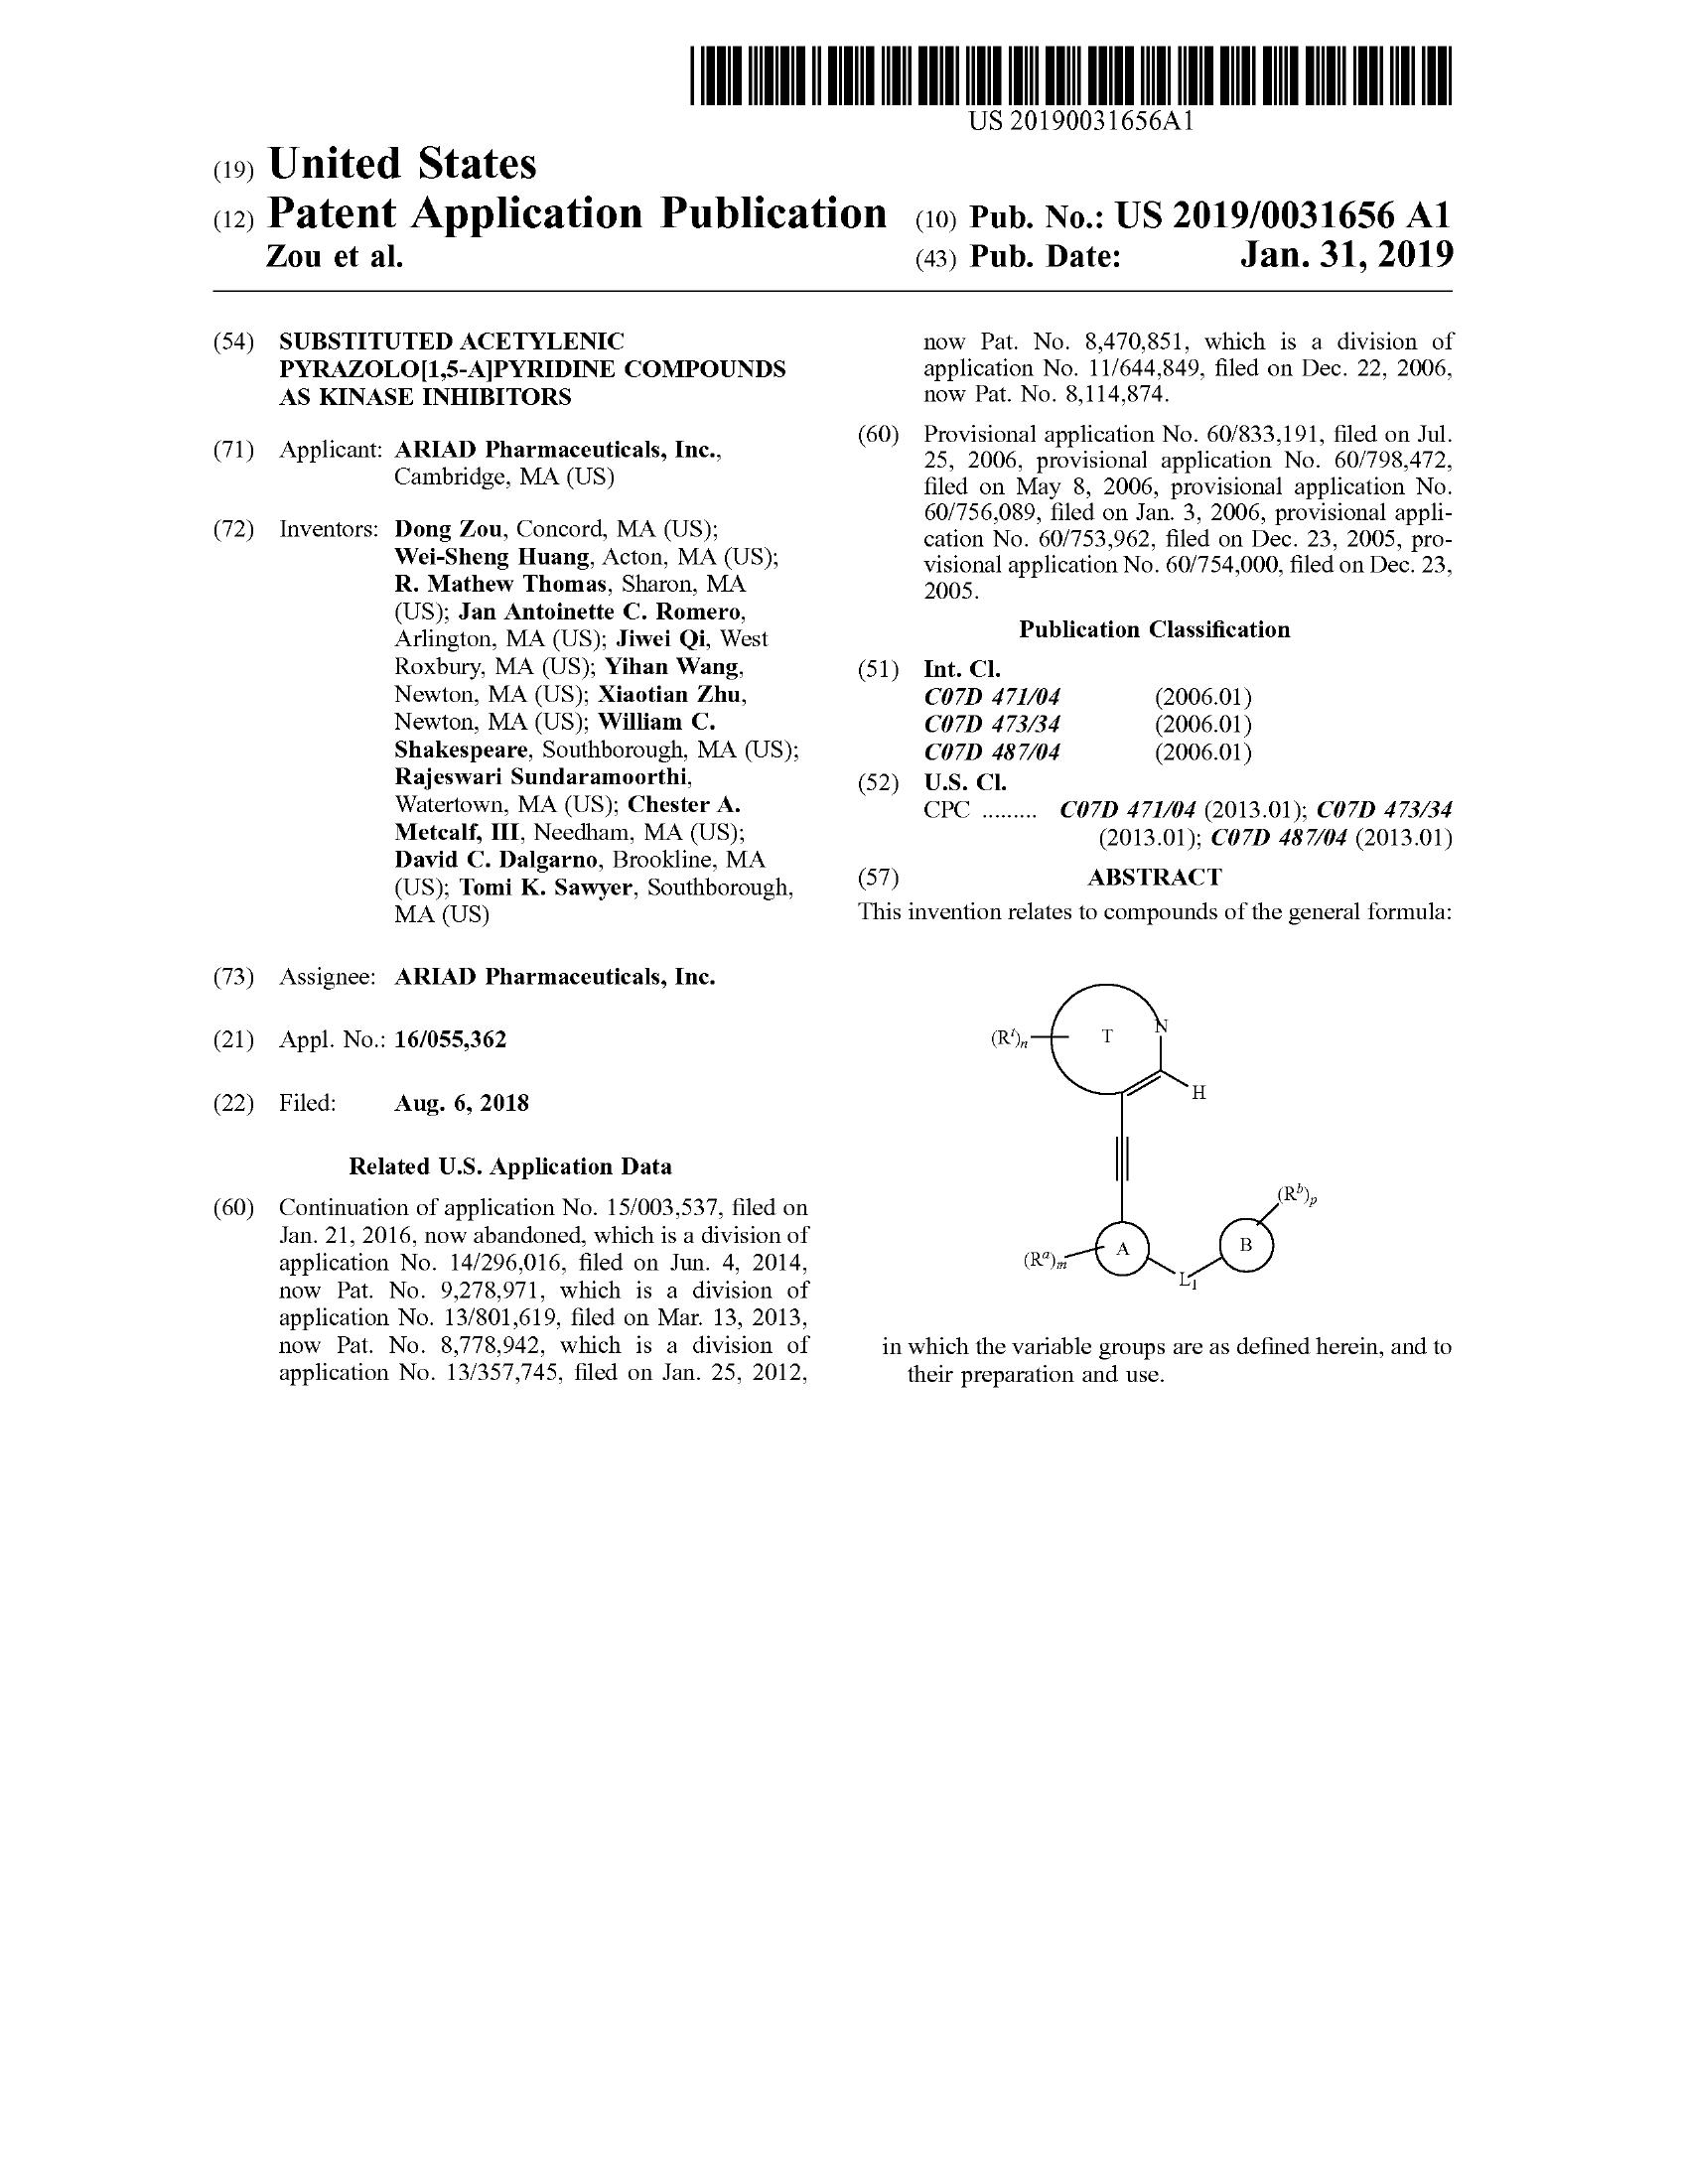 US 20190031656A1
(19) United States
(12) Patent Application Publication (10) Pub. No.: US 2019/0031656 A1
Zou et al. (43) Pub. Date: Jan. 31, 2019
(54) SUBSTITUTED ACETYLENIC
PYRAZOLO[1,5-A]PYRIDINE COMPOUNDS
AS KINASE INHIBITORS
(71) Applicant: ARIAD Pharmaceuticals, Inc.,
Cambridge, MA (US)
(72) Inventors: Dong Zou, Concord, MA (US);
Wei-Sheng Huang, Acton, MA (US);
R. Mathew Thomas, Sharon, MA
(US); Jan Antoinette C. Romero,
Arlington, MA (US); Jiwei Qi, West
Roxbury, MA (US); Yihan Wang,
Newton, MA (US); Xiaotian Zhu,
Newton, MA (US); William C.
Shakespeare, Southborough, MA (US);
Rajeswari Sundaramoorthi,
Watertown, MA (US); Chester A.
Metcalf, III, Needham, MA (US);
David C. Dalgarno, Brookline, MA
(US); Tomi K. Sawyer, Southborough,
MA (US)
(73) Assignee: ARIAD Pharmaceuticals, Inc.
(21) Appl. No.: 16/055,362
(22) Filed: Aug. 6, 2018
Related U.S. Application Data
(60) Continuation of application No. 15/003,537, filed on
Jan. 21, 2016, now abandoned, which is a division of
application No. 14/296,016, filed on Jun. 4, 2014,
now Pat. No. 9,278,971, which is a division of
application No. 13/801,619, filed on Mar. 13, 2013,
now Pat. No. 8,778,942, which is a division of
application No. 13/357,745, filed on Jan. 25, 2012,
now Pat. No. 8,470,851, which is a division of
application No. 11/644,849, filed on Dec. 22, 2006,
now Pat. No. 8,114,874.
(60) Provisional application No. 60/833,191, filed on Jul.
25, 2006, provisional application No. 60/798,472,
filed on May 8, 2006, provisional application No.
60/756,089, filed on Jan. 3, 2006, provisional appli-
cation No. 60/753,962, filed on Dec. 23, 2005, pro-
visional application No. 60/754,000, filed on Dec. 23,
2005.
Publication Classification
(51) Int. Cl.
C07D 471/04 (2006.01)
C07D 473/34 (2006.01)
C07D 487/04 (2006.01)
(52) U.S. Cl.
CPC ......... C07D 471/04 (2013.01); C07D 473/34
(2013.01); C07D 487/04 (2013.01)
(57) ABSTRACT
This invention relates to compounds of the general formula:
(Rᵗ)ₙ T N
H
(Rᵇ)ₚ
(Rᵃ)ₘ A B
L₁
in which the variable groups are as defined herein, and to
their preparation and use.